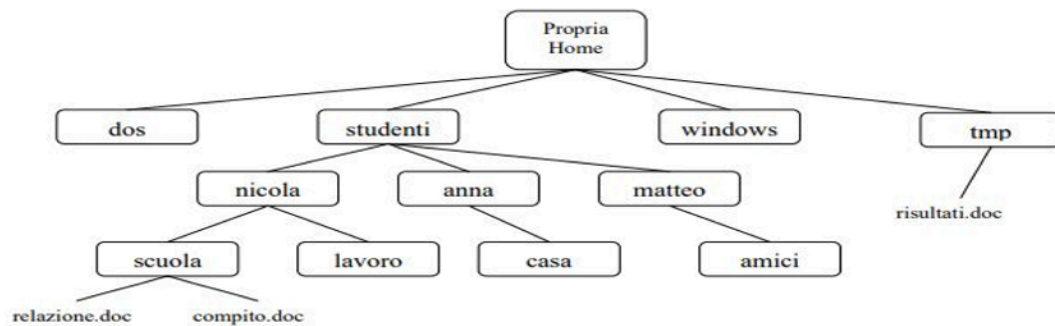 Propria
Home
dos
studenti
windows
tmp
nicola
anna
matteo
risultati.doc
scuola
lavoro
casa
amici
relazione.doc
compito.doc